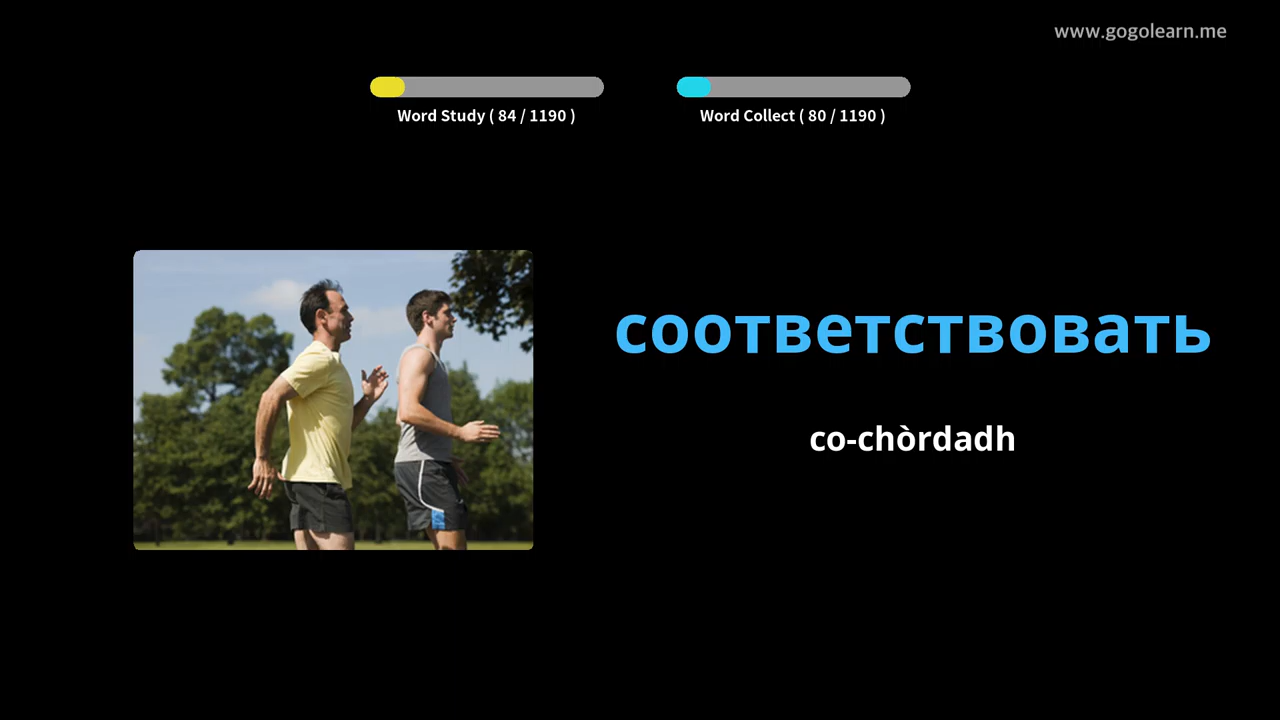 www.gogolearn.me
Word Study ( 84 / 1190 )
Word Collect ( 80 / 1190 )
соответствовать
co-chòrdadh